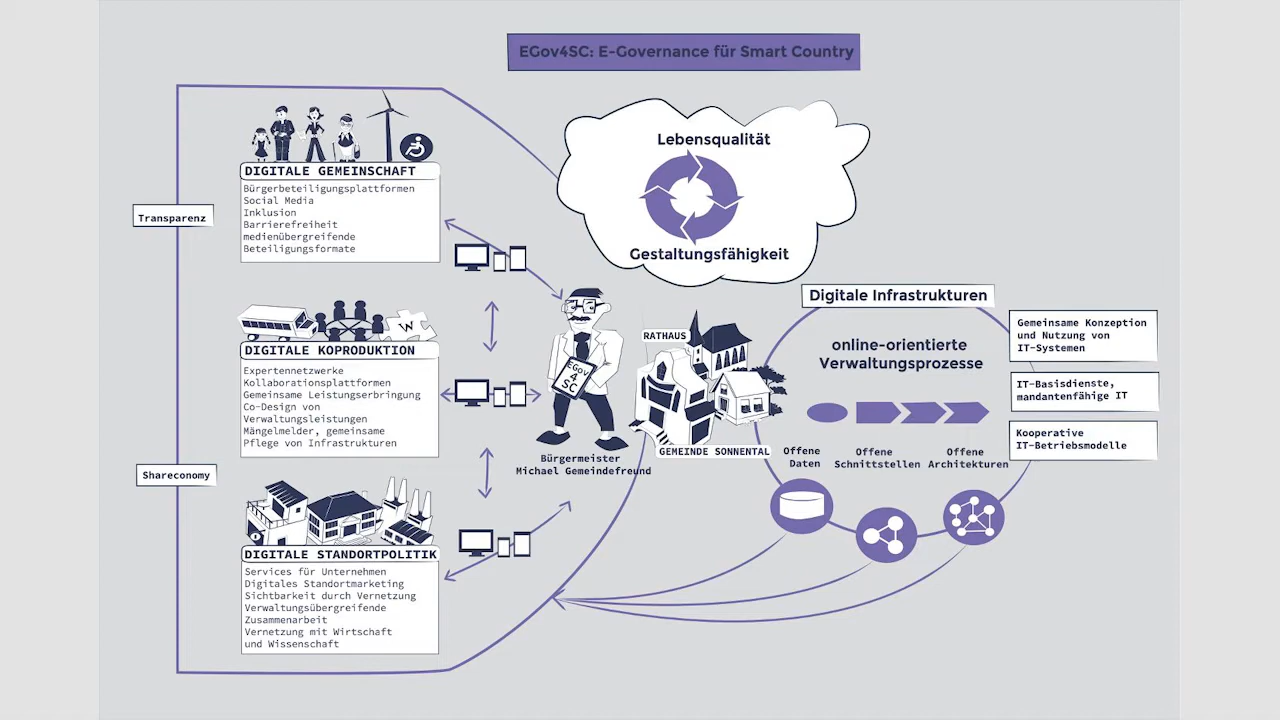 EGov4SC: E-Governance für Smart Country
Lebensqualität
Gestaltungsfähigkeit
Transparenz
Shareconomy
DIGITALE GEMEINSCHAFT
Bürgerbeteiligungsplattformen
Social Media
Inklusion
Barrierefreiheit
medienübergreifende
Beteiligungsformate
W
DIGITALE KOPRODUKTION
Expertennetzwerke
Kollaborationsplattformen
Gemeinsame Leistungserbringung
Co-Design von
Verwaltungsleistungen
Mängelmelder, gemeinsame
Pflege von Infrastrukturen
DIGITALE STANDORTPOLITIK
Services für Unternehmen
Digitales Standortmarketing
Sichtbarkeit durch Vernetzung
Verwaltungsübergreifende
Zusammenarbeit
Vernetzung mit Wirtschaft
und Wissenschaft
EGov
4
SC
Bürgermeister
Michael Gemeindefreund
RATHAUS
GEMEINDE SONNENTAL
Digitale Infrastrukturen
online-orientierte
Verwaltungsprozesse
Offene
Daten
Offene
Schnittstellen
Offene
Architekturen
Gemeinsame Konzeption
und Nutzung von
IT-Systemen
IT-Basisdienste,
mandantenfähige IT
Kooperative
IT-Betriebsmodelle